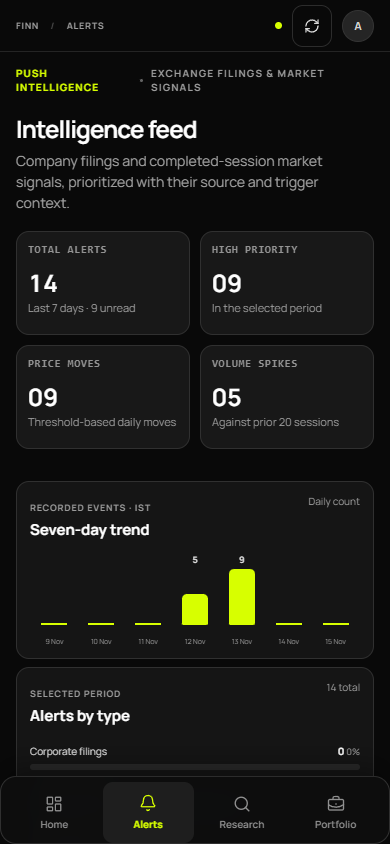 FINN / ALERTS
A
PUSH INTELLIGENCE • EXCHANGE FILINGS & MARKET SIGNALS
Intelligence feed
Company filings and completed-session market
signals, prioritized with their source and trigger
context.
TOTAL ALERTS
14
Last 7 days · 9 unread
HIGH PRIORITY
09
In the selected period
PRICE MOVES
09
Threshold-based daily moves
VOLUME SPIKES
05
Against prior 20 sessions
RECORDED EVENTS · IST
Daily count
Seven-day trend
5 9
9 Nov 10 Nov 11 Nov 12 Nov 13 Nov 14 Nov 15 Nov
SELECTED PERIOD
14 total
Alerts by type
Corporate filings 0 0%
Home Alerts Research Portfolio